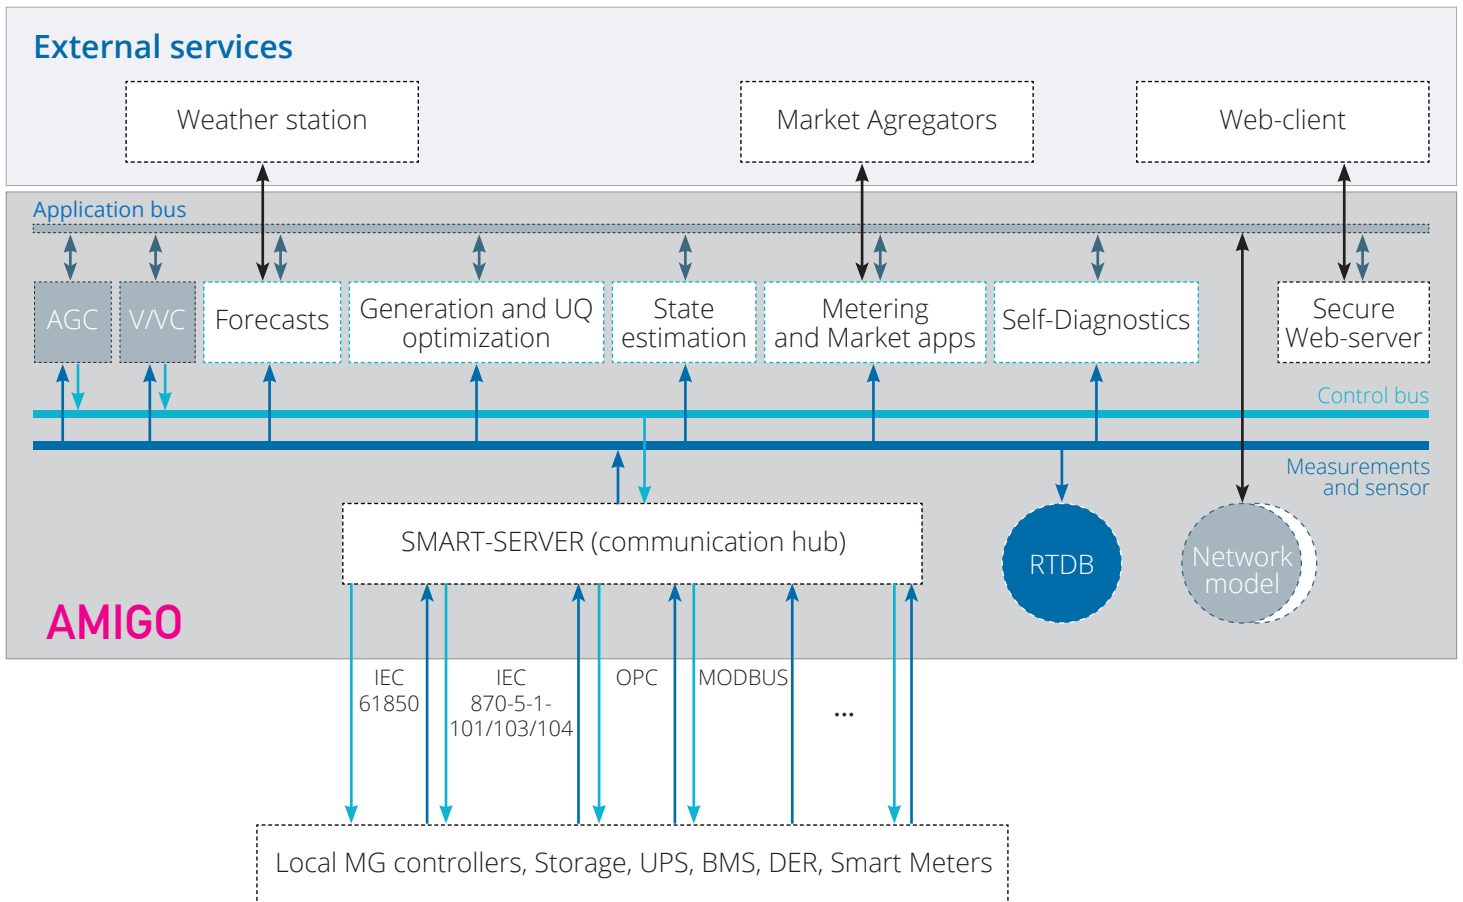 External services
Weather station
Market Agregators
Web-client
Application bus
AGC
V/VC
Forecasts
Generation and UQ
optimization
State
estimation
Metering
and Market apps
Self-Diagnostics
Secure
Web-server
Control bus
Measurements
and sensor
SMART-SERVER (communication hub)
RTDB
Network
model
AMIGO
IEC
61850
IEC
870-5-1-
101/103/104
OPC
MODBUS
...
Local MG controllers, Storage, UPS, BMS, DER, Smart Meters